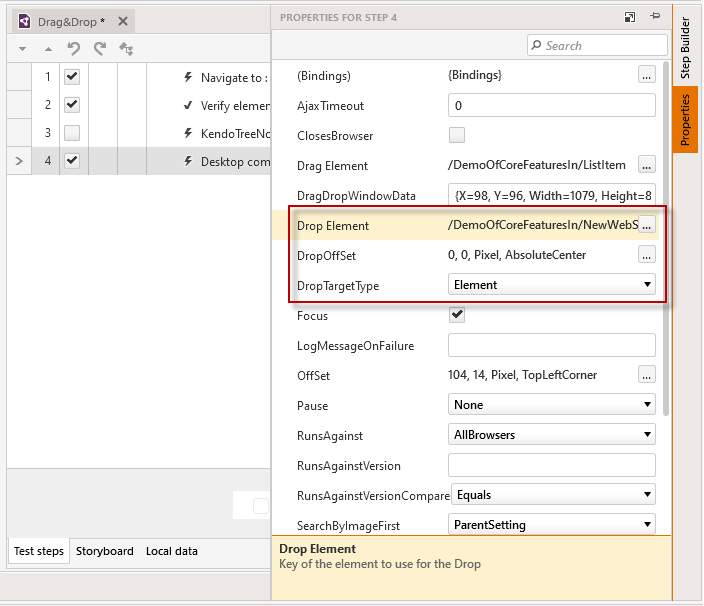 Drag&Drop *
PROPERTIES FOR STEP 4
Search
Step Builder
Properties
1 Navigate to :
2 Verify elemen
3 KendoTreeNo
4 Desktop com
(Bindings) {Bindings} ...
AjaxTimeout 0
ClosesBrowser
Drag Element /DemoOfCoreFeaturesIn/ListItem ...
DragDropWindowData {X=98, Y=96, Width=1079, Height=8
Drop Element /DemoOfCoreFeaturesIn/NewWebS ...
DropOffSet 0, 0, Pixel, AbsoluteCenter ...
DropTargetType Element
Focus
LogMessageOnFailure
OffSet 104, 14, Pixel, TopLeftCorner ...
Pause None
RunsAgainst AllBrowsers
RunsAgainstVersion
RunsAgainstVersionCompare Equals
SearchByImageFirst ParentSetting
Test steps Storyboard Local data
Drop Element
Key of the element to use for the Drop